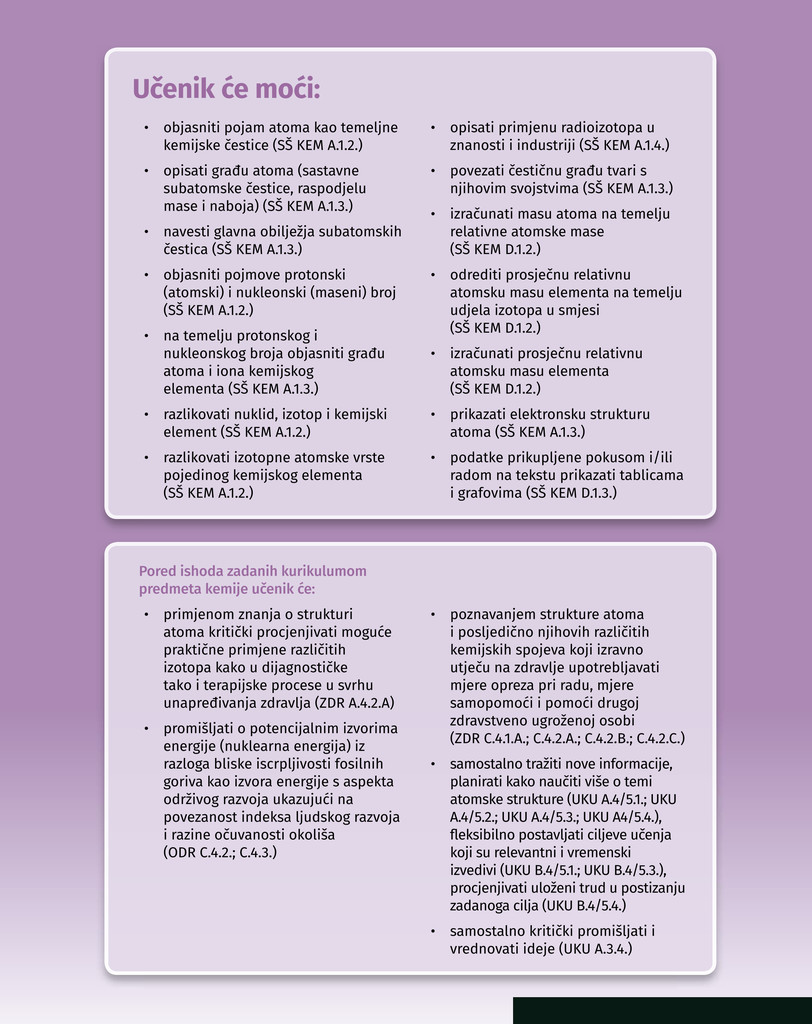 Učenik će moći:
• objasniti pojam atoma kao temeljne
kemijske čestice (SŠ KEM A.1.2.)
• opisati građu atoma (sastavne
subatomske čestice, raspodjelu
mase i naboja) (SŠ KEM A.1.3.)
• navesti glavna obilježja subatomskih
čestica (SŠ KEM A.1.3.)
• objasniti pojmove protonski
(atomski) i nukleonski (maseni) broj
(SŠ KEM A.1.2.)
• na temelju protonskog i
nukleonskog broja objasniti građu
atoma i iona kemijskog
elementa (SŠ KEM A.1.3.)
• razlikovati nuklid, izotop i kemijski
element (SŠ KEM A.1.2.)
• razlikovati izotopne atomske vrste
pojedinog kemijskog elementa
(SŠ KEM A.1.2.)
• opisati primjenu radioizotopa u
znanosti i industriji (SŠ KEM A.1.4.)
• povezati čestičnu građu tvari s
njihovim svojstvima (SŠ KEM A.1.3.)
• izračunati masu atoma na temelju
relativne atomske mase
(SŠ KEM D.1.2.)
• odrediti prosječnu relativnu
atomsku masu elementa na temelju
udjela izotopa u smjesi
(SŠ KEM D.1.2.)
• izračunati prosječnu relativnu
atomsku masu elementa
(SŠ KEM D.1.2.)
• prikazati elektronsku strukturu
atoma (SŠ KEM A.1.3.)
• podatke prikupljene pokusom i/ili
radom na tekstu prikazati tablicama
i grafovima (SŠ KEM D.1.3.)
Pored ishoda zadanih kurikulumom
predmeta kemije učenik će:
• primjenom znanja o strukturi
atoma kritički procjenjivati moguće
praktične primjene različitih
izotopa kako u dijagnostičke
tako i terapijske procese u svrhu
unapređivanja zdravlja (ZDR A.4.2.A)
• promišljati o potencijalnim izvorima
energije (nuklearna energija) iz
razloga bliske iscrpljivosti fosilnih
goriva kao izvora energije s aspekta
održivog razvoja ukazujući na
povezanost indeksa ljudskog razvoja
i razine očuvanosti okoliša
(ODR C.4.2.; C.4.3.)
• poznavanjem strukture atoma
i posljedično njihovih različitih
kemijskih spojeva koji izravno
utječu na zdravlje upotrebljavati
mjere opreza pri radu, mjere
samopomoći i pomoći drugoj
zdravstveno ugroženoj osobi
(ZDR C.4.1.A.; C.4.2.A.; C.4.2.B.; C.4.2.C.)
• samostalno tražiti nove informacije,
planirati kako naučiti više o temi
atomske strukture (UKU A.4/5.1.; UKU
A.4/5.2.; UKU A.4/5.3.; UKU A4/5.4.),
fleksibilno postavljati ciljeve učenja
koji su relevantni i vremenski
izvedivi (UKU B.4/5.1.; UKU B.4/5.3.),
procjenjivati uloženi trud u postizanju
zadanoga cilja (UKU B.4/5.4.)
• samostalno kritički promišljati i
vrednovati ideje (UKU A.3.4.)